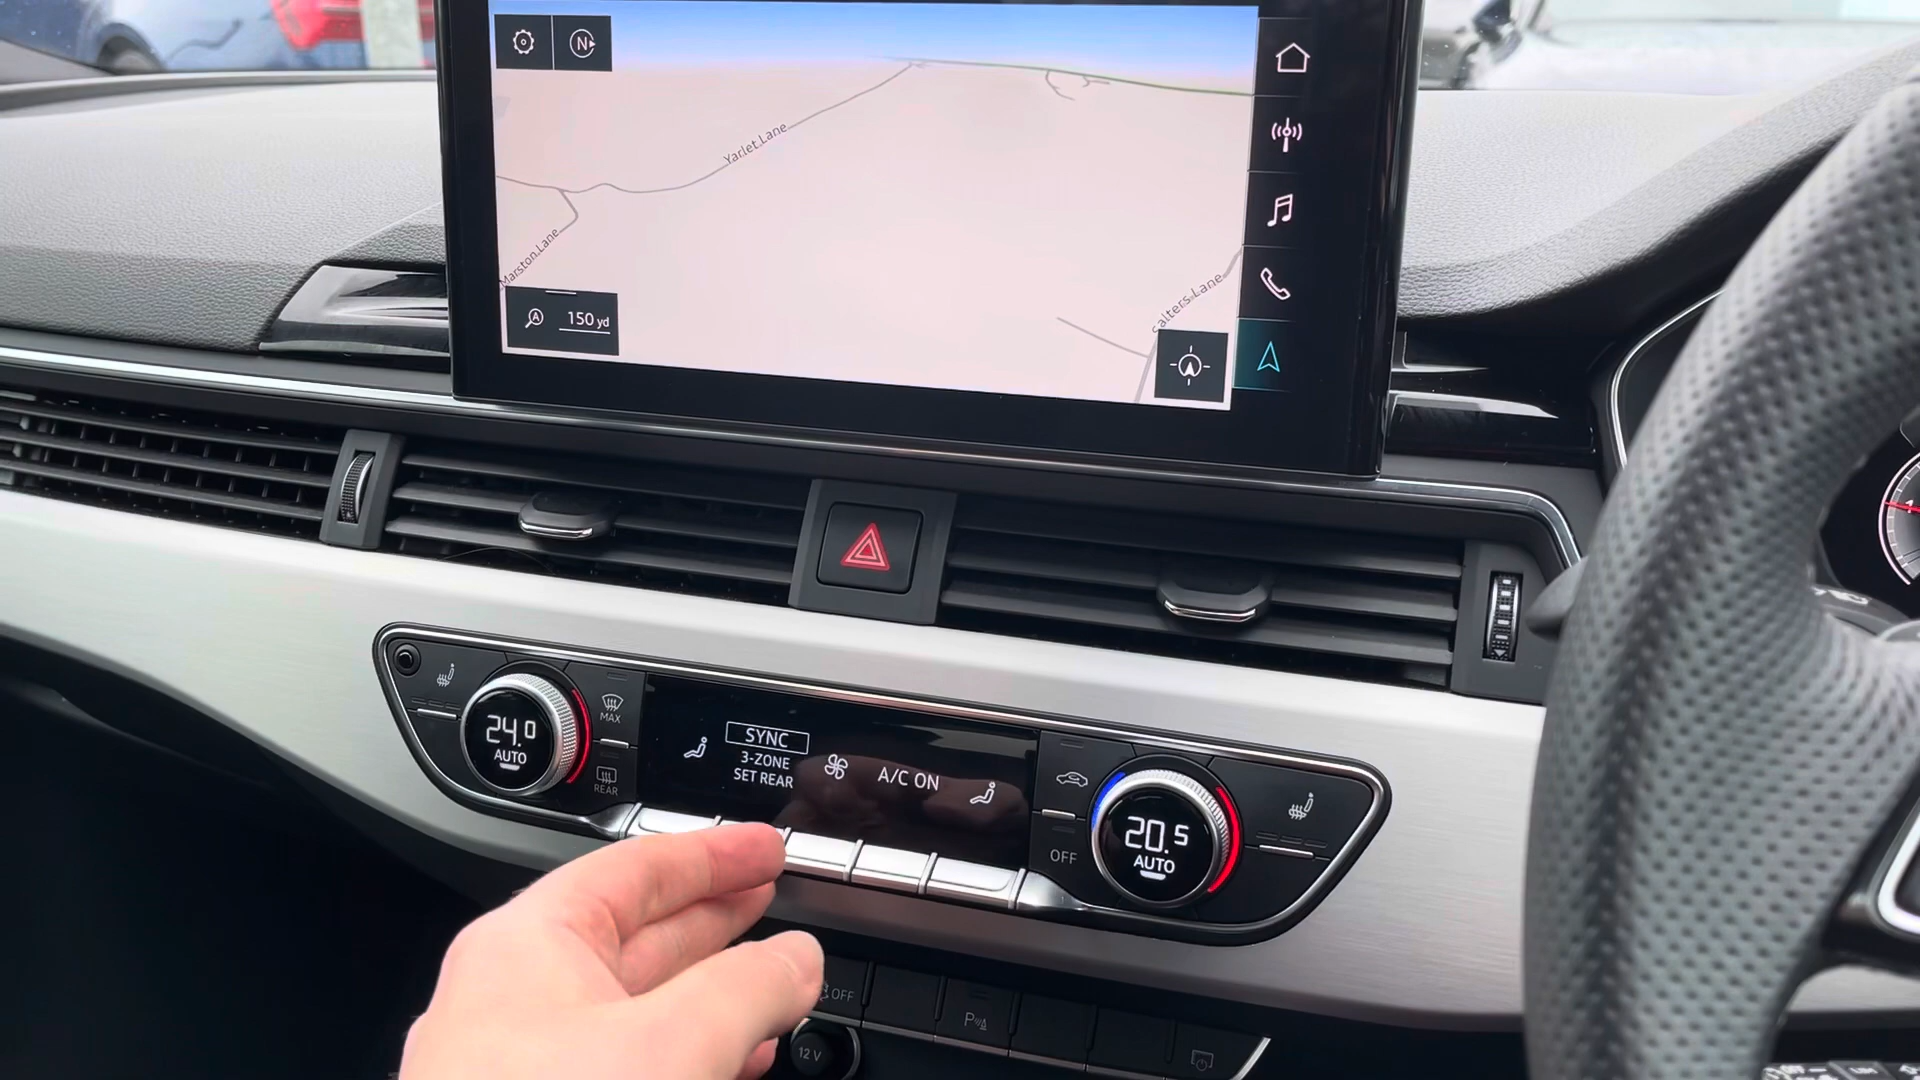 N
Yarlet Lane
Marston Lane
150 yd
Salters Lane
24.0
AUTO
MAX
REAR
SYNC
3-ZONE
SET REAR
A/C ON
OFF
20.5
AUTO
OFF
P
12 V